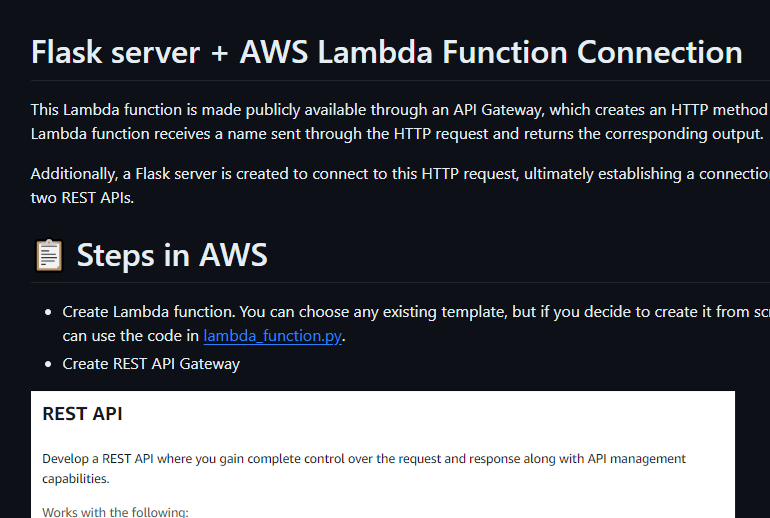 Flask server + AWS Lambda Function Connection
This Lambda function is made publicly available through an API Gateway, which creates an HTTP method
Lambda function receives a name sent through the HTTP request and returns the corresponding output.
Additionally, a Flask server is created to connect to this HTTP request, ultimately establishing a
two REST APIs.
Steps in AWS
Create Lambda function. You can choose any existing template, but if you decide to create it from
can use the code in lambda_function.py.
Create REST API Gateway
REST API
Develop a REST API where you gain complete control over the request and response along with API management
capabilities.
Works with the following: